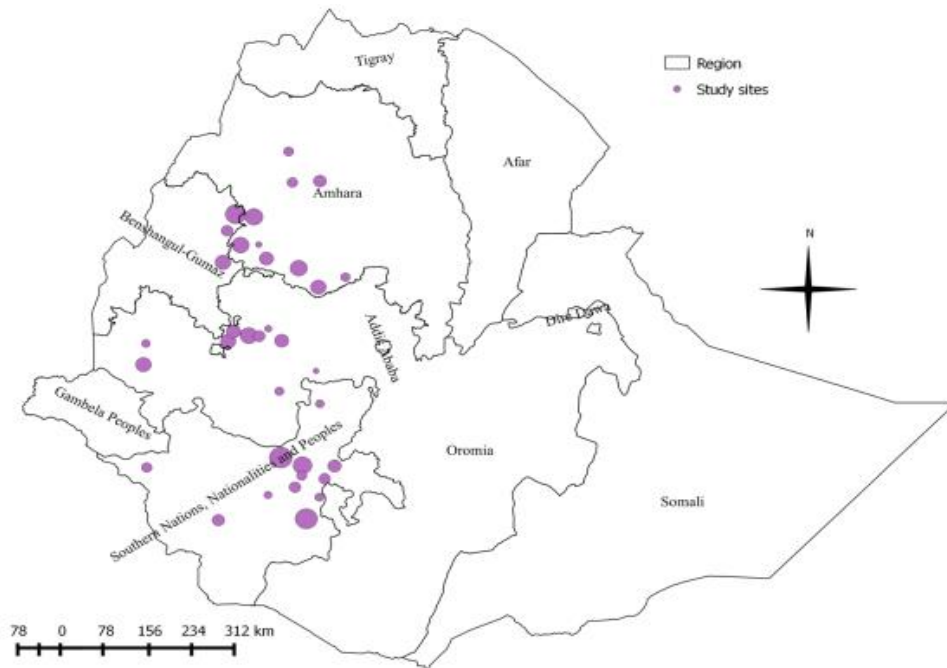 Tigray
Region
Study sites
Afar
Amhara
Benshangul-Gumaz
N
Dire Dawa
Addis Ababa
Gambela Peoples
Southern Nations, Nationalities and Peoples
Oromia
Somali
78 0 78 156 234 312 km